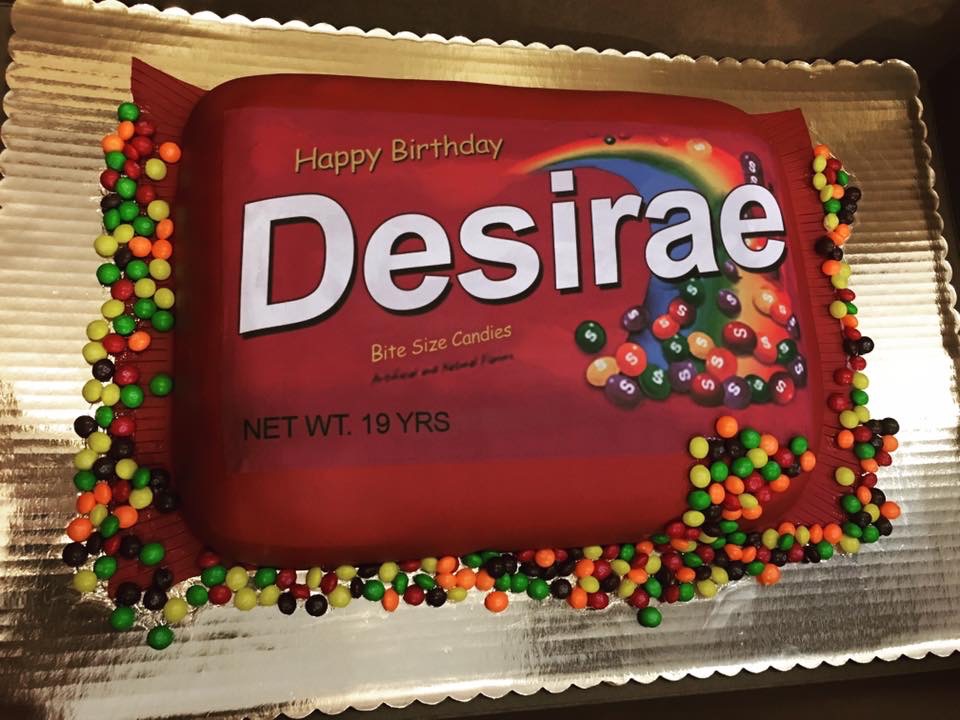 Happy Birthday
Desirae
Bite Size Candies
Artificial and Natural Flavors
NET WT. 19 YRS